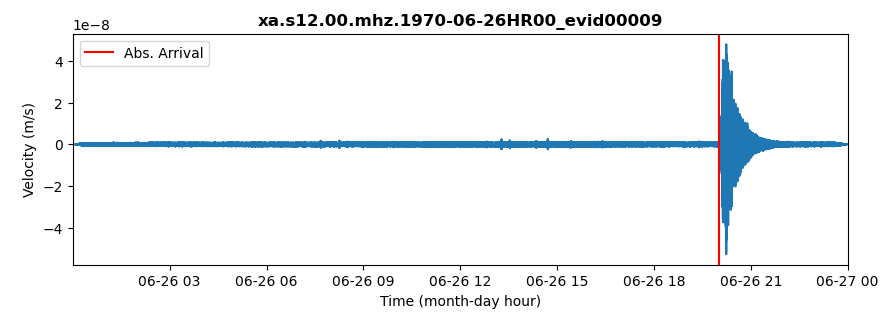 xa.s12.00.mhz.1970-06-26HR00_evid00009
1e−8
Abs. Arrival
4
2
0
−2
−4
Velocity (m/s)
06-26 03 06-26 06 06-26 09 06-26 12 06-26 15 06-26 18 06-26 21 06-27 00
Time (month-day hour)